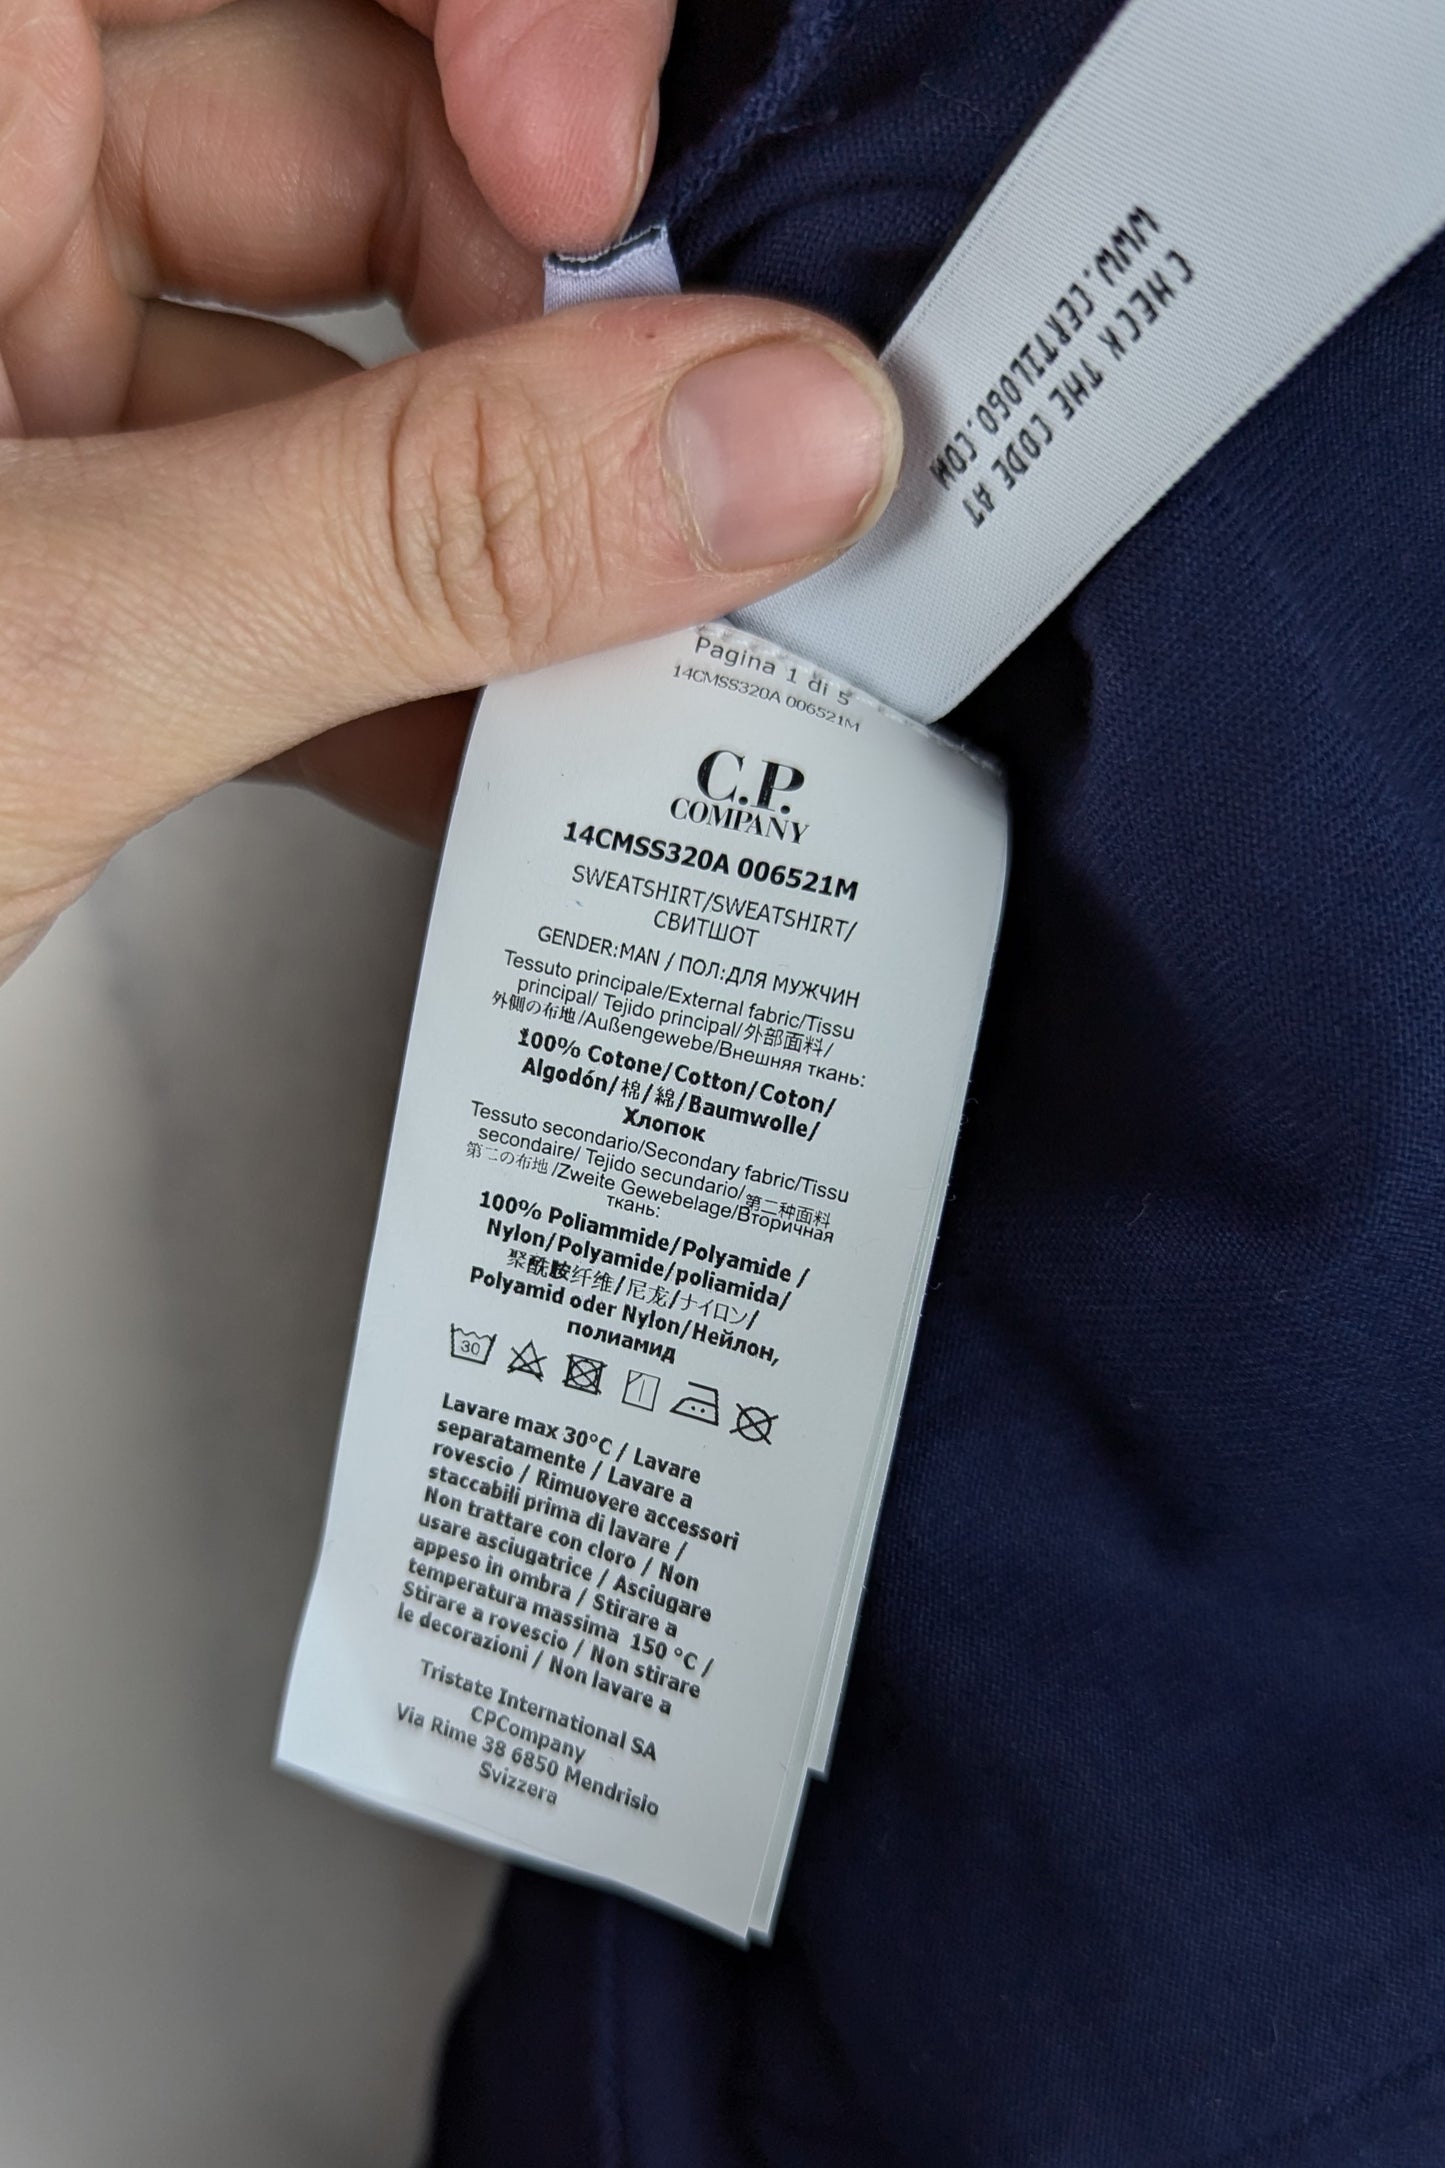 CHECK THE CODE AT
WWW.CERTILOGO.COM
Pagina 1 di 5
14CMSS320A 006521M
C.P.
COMPANY
14CMSS320A 006521M
SWEATSHIRT/SWEATSHIRT/
СВИТШОТ
GENDER:MAN / ПОЛ:ДЛЯ МУЖЧИН
Tessuto principale/External fabric/Tissu
principal/ Tejido principal/外部面料/
外側の布地/Außengewebe/Внешняя ткань:
100% Cotone/Cotton/Coton/
Algodón/棉/綿/Baumwolle/
Хлопок
Tessuto secondario/Secondary fabric/Tissu
secondaire/ Tejido secundario/第二种面料
第二の布地/Zweite Gewebelage/Вторичная
ткань:
100% Poliammide/Polyamide /
Nylon/Polyamide/poliamida/
聚酰胺纤维/尼龙/ナイロン/
Polyamid oder Nylon/Нейлон,
полиамид
30
Lavare max 30°C / Lavare
separatamente / Lavare a
rovescio / Rimuovere accessori
staccabili prima di lavare /
Non trattare con cloro / Non
usare asciugatrice / Asciugare
appeso in ombra / Stirare a
temperatura massima 150 °C /
Stirare a rovescio / Non stirare
le decorazioni / Non lavare a
Tristate International SA
CPCompany
Via Rime 38 6850 Mendrisio
Svizzera